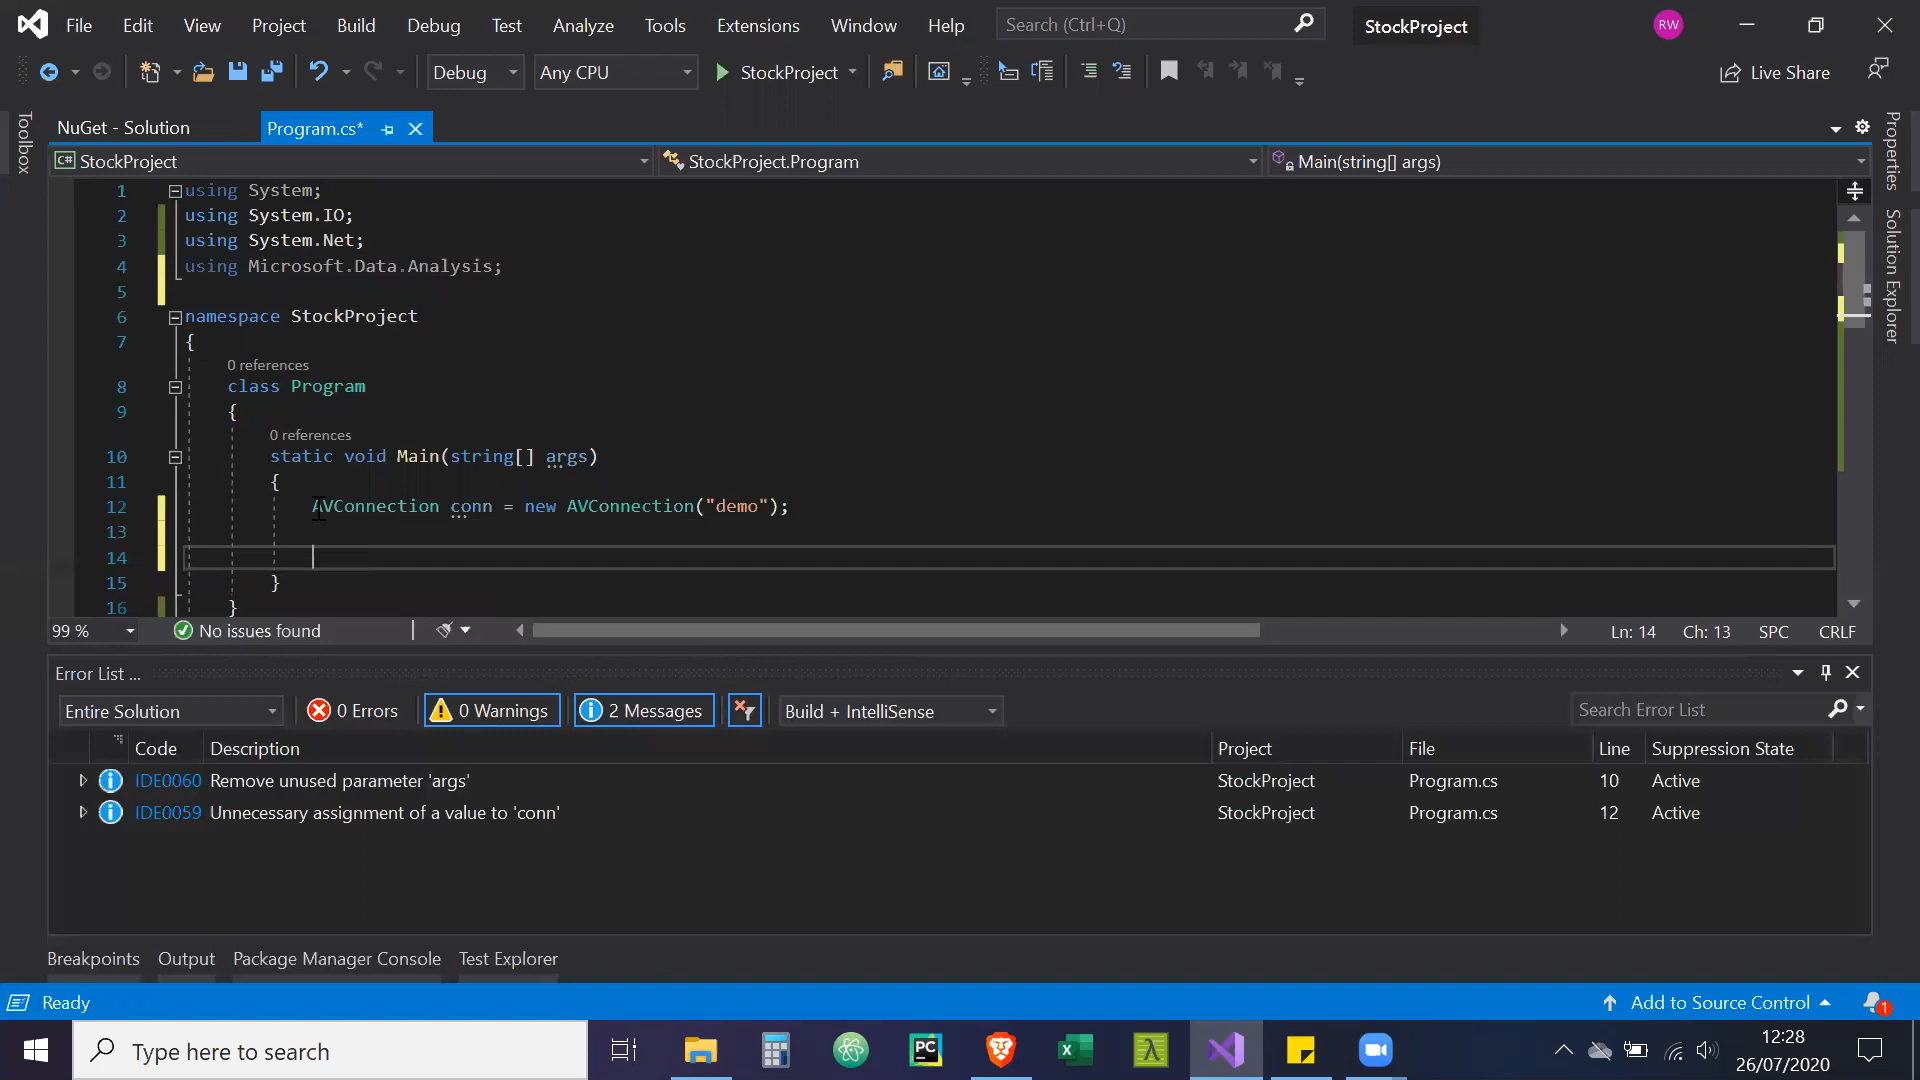 File Edit View Project Build Debug Test Analyze Tools Extensions Window Help Search (Ctrl+Q) StockProject RW
Debug Any CPU StockProject Live Share
Toolbox
NuGet - Solution Program.cs*
C# StockProject StockProject.Program Main(string[] args)
1 using System;
2 using System.IO;
3 using System.Net;
4 using Microsoft.Data.Analysis;
5
6 namespace StockProject
7 {
0 references
8 class Program
9 {
0 references
10 static void Main(string[] args)
11 {
12 AVConnection conn = new AVConnection("demo");
13
14
15 }
16 }
99 % No issues found Ln: 14 Ch: 13 SPC CRLF
Properties
Solution Explorer
Error List ...
Entire Solution 0 Errors 0 Warnings 2 Messages Build + IntelliSense Search Error List
Code Description Project File Line Suppression State
IDE0060 Remove unused parameter 'args' StockProject Program.cs 10 Active
IDE0059 Unnecessary assignment of a value to 'conn' StockProject Program.cs 12 Active
Breakpoints Output Package Manager Console Test Explorer
Ready Add to Source Control 1
Type here to search PC 12:28
26/07/2020